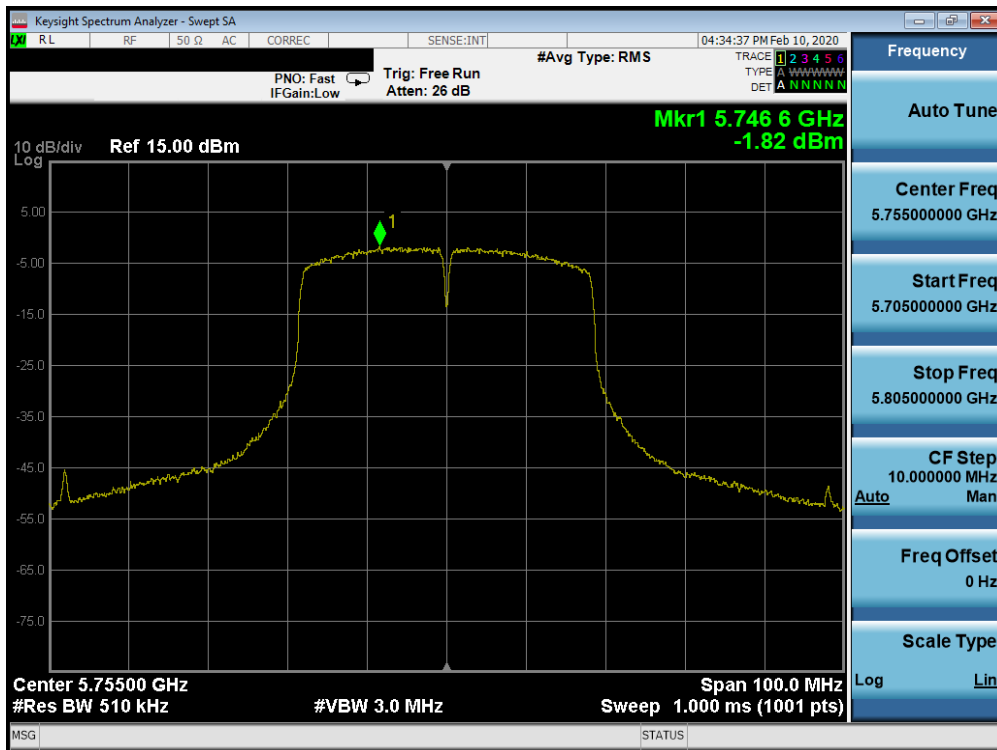 Keysight Spectrum Analyzer - Swept SA
LXI RL RF 50 Ω AC CORREC SENSE:INT 04:34:37 PM Feb 10, 2020
#Avg Type: RMS TRACE 1 2 3 4 5 6
PNO: Fast Trig: Free Run TYPE A WWWWW
IFGain:Low Atten: 26 dB DET A N N N N N
Mkr1 5.746 6 GHz
-1.82 dBm
10 dB/div Ref 15.00 dBm
Log
1
5.00
-5.00
-15.0
-25.0
-35.0
-45.0
-55.0
-65.0
-75.0
Center 5.75500 GHz Span 100.0 MHz
#Res BW 510 kHz #VBW 3.0 MHz Sweep 1.000 ms (1001 pts)
MSG STATUS
Frequency
Auto Tune
Center Freq
5.755000000 GHz
Start Freq
5.705000000 GHz
Stop Freq
5.805000000 GHz
CF Step
10.000000 MHz
Auto Man
Freq Offset
0 Hz
Scale Type
Log Lin